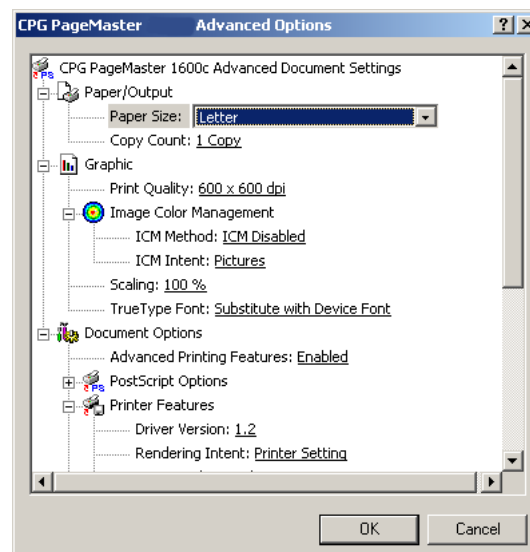 CPG PageMaster Advanced Options
CPG PageMaster 1600c Advanced Document Settings
Paper/Output
Paper Size: Letter
Copy Count: 1 Copy
Graphic
Print Quality: 600 x 600 dpi
Image Color Management
ICM Method: ICM Disabled
ICM Intent: Pictures
Scaling: 100 %
TrueType Font: Substitute with Device Font
Document Options
Advanced Printing Features: Enabled
PostScript Options
Printer Features
Driver Version: 1.2
Rendering Intent: Printer Setting
OK Cancel